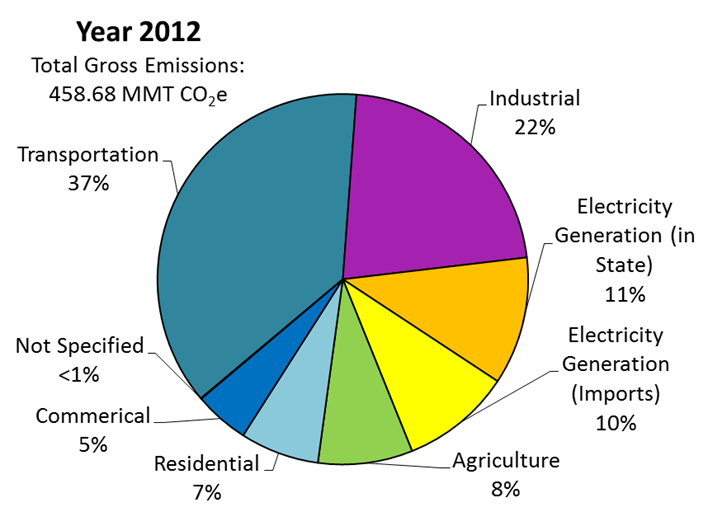 Year 2012
Total Gross Emissions:
458.68 MMT CO₂e
Industrial
22%
Electricity
Generation (in
State)
11%
Electricity
Generation
(Imports)
10%
Agriculture
8%
Residential
7%
Commerical
5%
Not Specified
<1%
Transportation
37%